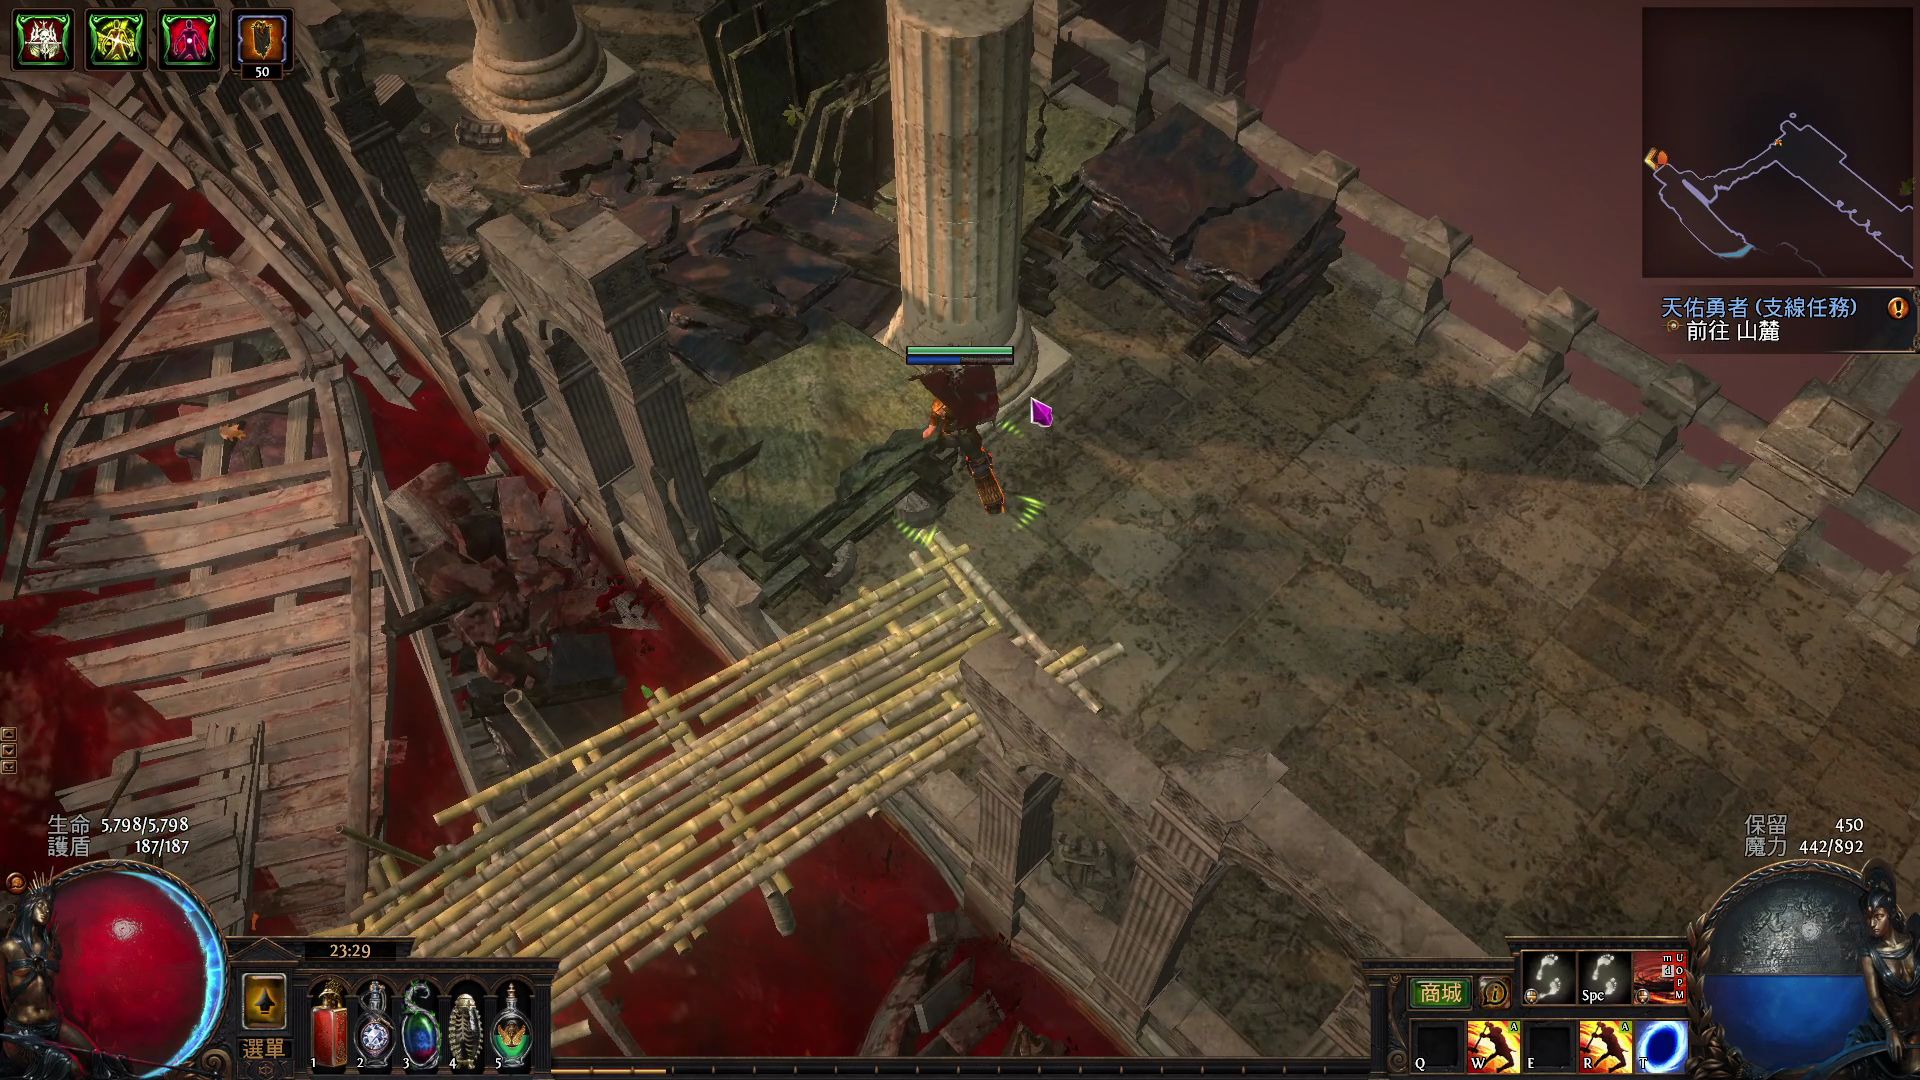 50
天佑勇者 (支線任務)
前往 山麓
生命 5,798/5,798
護盾 187/187
保留 450
魔力 442/892
23:29
選單
1 2 3 4 5
商城
Spc
m U
d O
P
M
Q W A E R A T